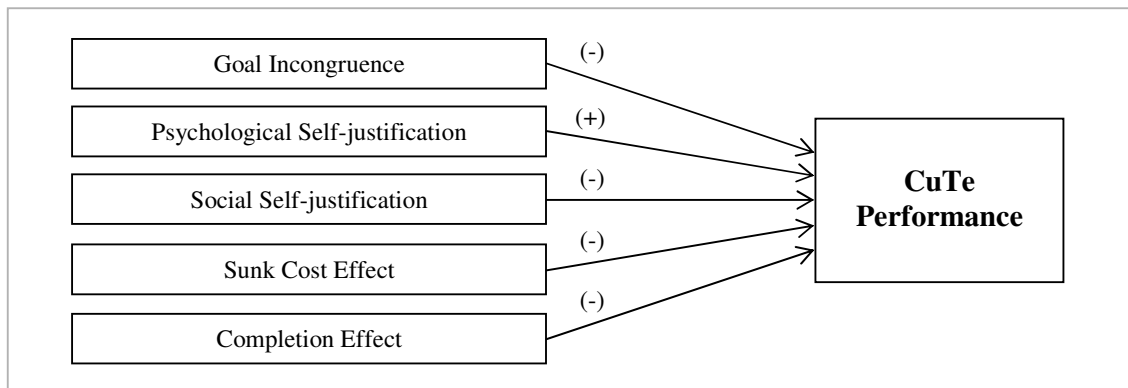 Goal Incongruence
(-)
Psychological Self-justification
(+)
Social Self-justification
(-)
Sunk Cost Effect
(-)
Completion Effect
(-)
CuTe
Performance